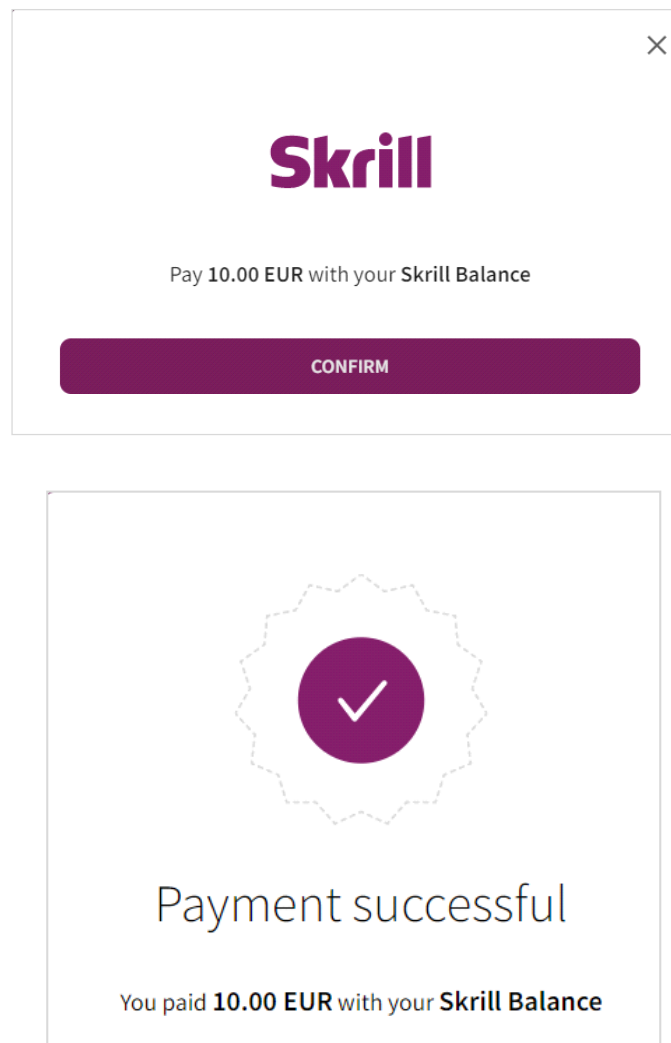 Skrill
Pay 10.00 EUR with your Skrill Balance
CONFIRM
Payment successful
You paid 10.00 EUR with your Skrill Balance